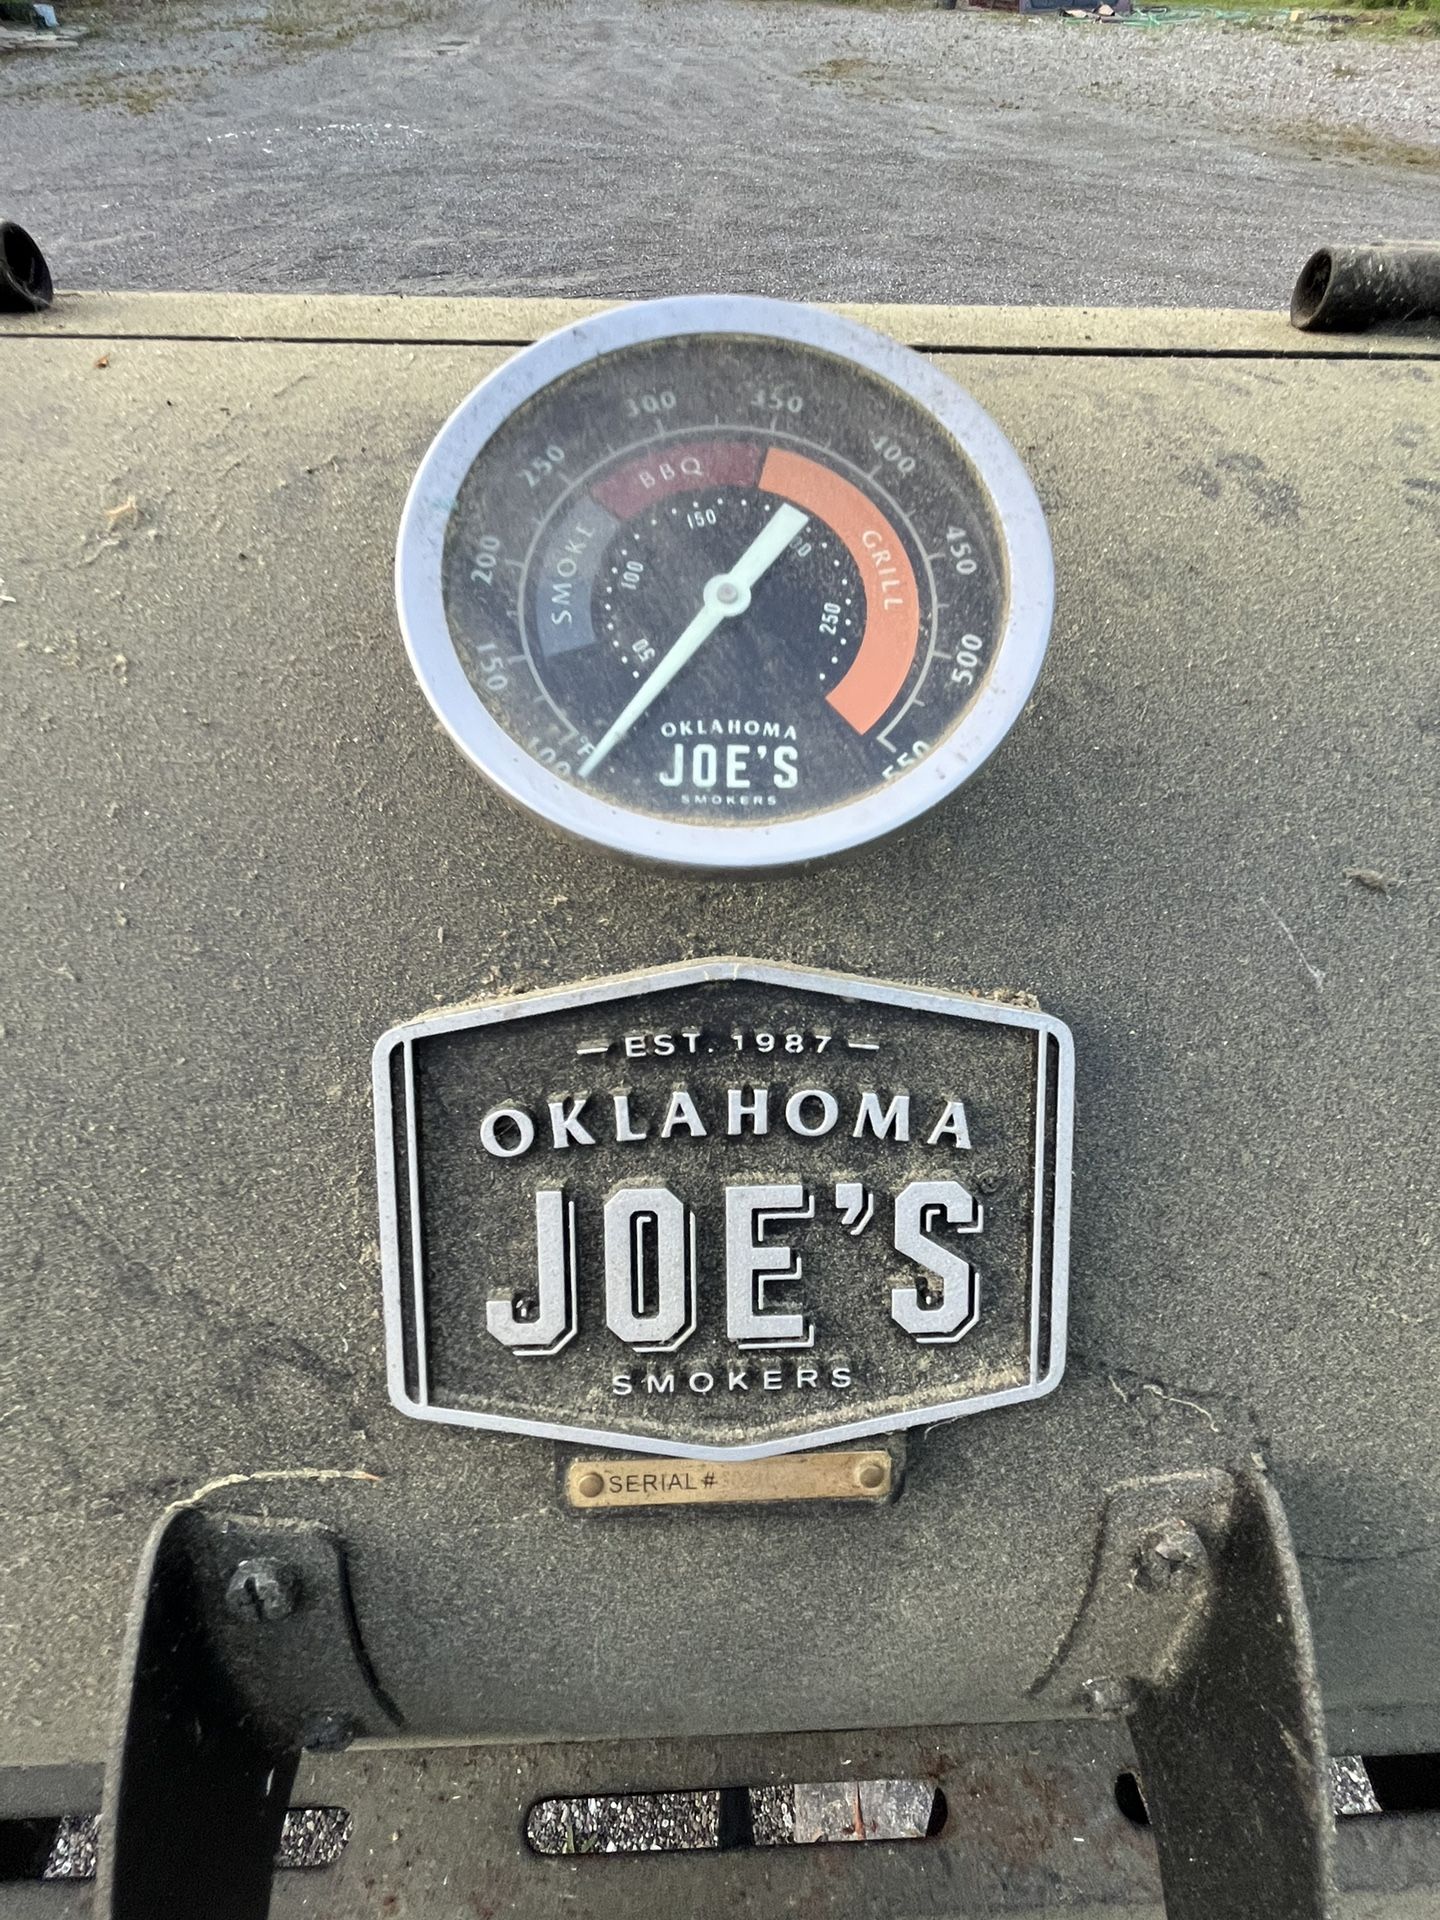 300 350
250 400
BBQ
150
SMOKE
GRILL
200 450
100
250
150 50 500
°F
100 550
OKLAHOMA
JOE'S
SMOKERS
— EST. 1987 —
OKLAHOMA
JOE'S
SMOKERS
SERIAL #